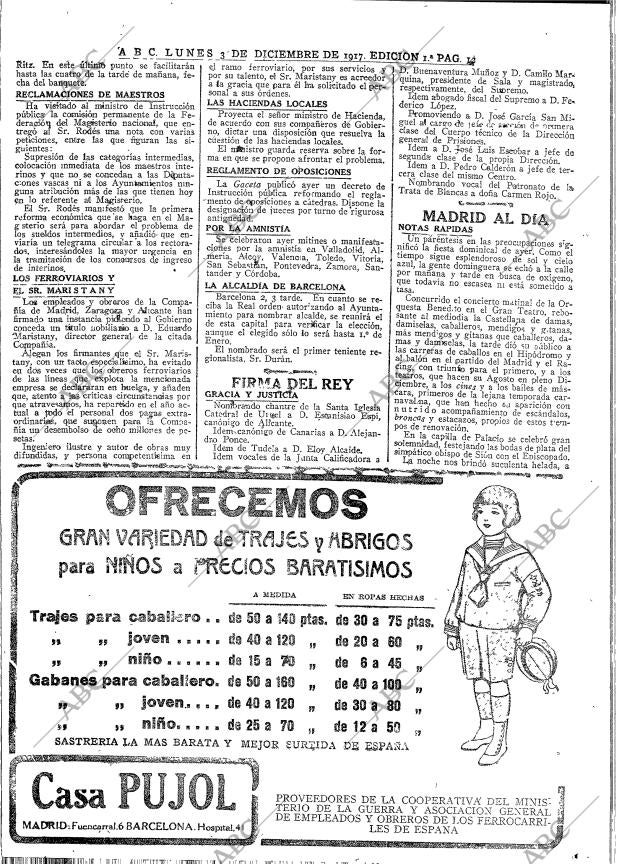 A B C. LUNES 3 DE DICIEMBRE DE 1917. EDICION 1.ª PAG. 14
Ritz. En este último punto se facilitarán
hasta las cuatro de la tarde de mañana,
fecha del banquete.
RECLAMACIONES DE MAESTROS
Ha visitado al ministro de Instrucción
pública la comisión permanente de la Fe-
deración del Magisterio nacional, que en-
tregó al Sr. Rodés una nota con varias
peticiones, entre las que figuran las
siguientes:
Supresión de las categorías intermedias,
colocación inmediata de los maestros inte-
rinos y que no se concedan a las Diputa-
ciones vascas ni a los Ayuntamientos nin-
guna atribución más de las que tienen hoy
en lo referente al Magisterio.
El Sr. Rodés manifestó que la primera
reforma económica que se haga en el Ma-
gisterio será para abordar el problema de
los sueldos intermedios, y añadió que en-
viaría un telegrama circular a los rectora-
dos, interesándoles la mayor urgencia en
la tramitación de los concursos de ingreso
de interinos.
LOS FERROVIARIOS Y
EL SR. MARISTANY
Los empleados y obreros de la Compa-
ñía de Madrid, Zaragoza y Alicante han
firmado una instancia pidiendo al Gobierno
conceda un título nobiliario a D. Eduardo
Maristany, director general de la citada
Compañía.
Alegan los firmantes que el Sr. Maris-
tany, con un tacto especialísimo, ha evitado
en dos veces que los obreros ferroviarios
de las líneas que explota la mencionada
empresa se declararan en huelga, y añaden
que, atento a las críticas circunstancias por
que atravesamos, ha recorrido en el año ac-
tual a todo el personal dos pagas extra-
ordinarias, que suponen para la Compa-
ñía un desembolso de ocho millones de
pesetas.
Ingeniero ilustre y autor de obras muy
difundidas, y persona competentísima en
el ramo ferroviario, por sus servicios y
por su talento, el Sr. Maristany es acreedor
a la gracia que para él ha solicitado el per-
sonal a sus órdenes.
LAS HACIENDAS LOCALES
Proyecta el señor ministro de Hacienda,
de acuerdo con sus compañeros de Gobier-
no, dictar una disposición que resuelva la
cuestión de las haciendas locales.
El ministro guarda reserva sobre la for-
ma en que se propone afrontar el problema.
REGLAMENTO DE OPOSICIONES
La Gaceta publicó ayer un decreto de
Instrucción pública reformando el regla-
mento de oposiciones a cátedras. Dispone la
designación de jueces por turno de rigurosa
antigüedad.
POR LA AMNISTÍA
Se celebraron ayer mitines o manifesta-
ciones por la amnistía en Valladolid, Al-
mería, Alcoy, Valencia, Toledo, Vitoria,
San Sebastián, Pontevedra, Zamora, San-
tander y Córdoba.
LA ALCALDÍA DE BARCELONA
Barcelona 2, 3 tarde. En cuanto se re-
ciba la Real orden autorizando al Ayunta-
miento para nombrar alcalde, se reunirá el
de esta capital para verificar la elección,
aunque el elegido sólo lo será hasta 1.º de
Enero.
El nombrado será el primer teniente re-
gionalista, Sr. Durán.
FIRMA DEL REY
GRACIA Y JUSTICIA
Nombrando chantre de la Santa Iglesia
Catedral de Urgel a D. Estanislao Espí,
canónigo de Alicante.
Idem canónigo de Canarias a D. Alejan-
dro Ponce.
Idem de Tudela a D. Eloy Alcaide.
Idem vocales de la Junta Calificadora a
D. Buenaventura Muñoz y D. Camilo Mar-
quina, presidente de Sala y magistrado,
respectivamente, del Supremo.
Idem abogado fiscal del Supremo a D. Fe-
derico López.
Promoviendo a D. José García San Mi-
guel al cargo de jefe de sección de primera
clase del Cuerpo técnico de la Dirección
general de Prisiones.
Idem a D. José Luis Escobar a jefe de
segunda clase de la propia Dirección.
Idem a D. Pedro Calderón a jefe de ter-
cera clase del mismo Centro.
Nombrando vocal del Patronato de la
Trata de Blancas a doña Carmen Rojo.
MADRID AL DIA
NOTAS RAPIDAS
Un paréntesis en las preocupaciones sig-
nificó la fiesta dominical de ayer. Como el
tiempo sigue esplendoroso de sol y cielo
azul, la gente dominguera se echó a la calle
por mañana y tarde en busca de oxígeno,
que todavía no escasea ni está sometido a
tasa.
Concurrido el concierto matinal de la Or-
questa Benedito en el Gran Teatro, rebo-
sante al mediodía la Castellana de damas,
damiselas, caballeros, mendigos y gitanas,
más mendigos y gitanas que caballeros, da-
mas y damiselas, la tarde dió su público a
las carreras de caballos en el Hipódromo y
al balón en el partido del Madrid y el Ra-
cing, con triunfo para el primero, y a los
toros, que hacen su Agosto en pleno Di-
ciembre, a los cines y a los bailes de más-
cara, primeros de la lejana temporada car-
navalina, que han hecho su aparición con
nutrido acompañamiento de escándalos,
broncas y estacazos, propios de estos tiem-
pos de renovación.
En la capilla de Palacio se celebró gran
solemnidad, festejando las bodas de plata del
simpático obispo de Sión con el Episcopado.
La noche nos brindó suculenta helada, a
OFRECEMOS
GRAN VARIEDAD de TRAJES y ABRIGOS
para NIÑOS a PRECIOS BARATISIMOS
A MEDIDA EN ROPAS HECHAS
Trajes para caballero .. de 50 a 140 ptas. de 30 a 75 ptas.
„ „ joven ...... de 40 a 120 „ de 20 a 60 „
„ „ niño ...... de 15 a 70 „ de 6 a 45 „
Gabanes para caballero. de 50 a 160 „ de 40 a 100 „
„ „ joven.... de 40 a 120 „ de 30 a 80 „
„ „ niño..... de 25 a 70 „ de 12 a 50 „
SASTRERIA LA MAS BARATA Y MEJOR SURTIDA DE ESPAÑA
Casa PUJOL
MADRID: Fuencarral, 6 BARCELONA. Hospital, 41
PROVEEDORES DE LA COOPERATIVA DEL MINIS-
TERIO DE LA GUERRA Y ASOCIACION GENERAL
DE EMPLEADOS Y OBREROS DE LOS FERROCARRI-
LES DE ESPAÑA